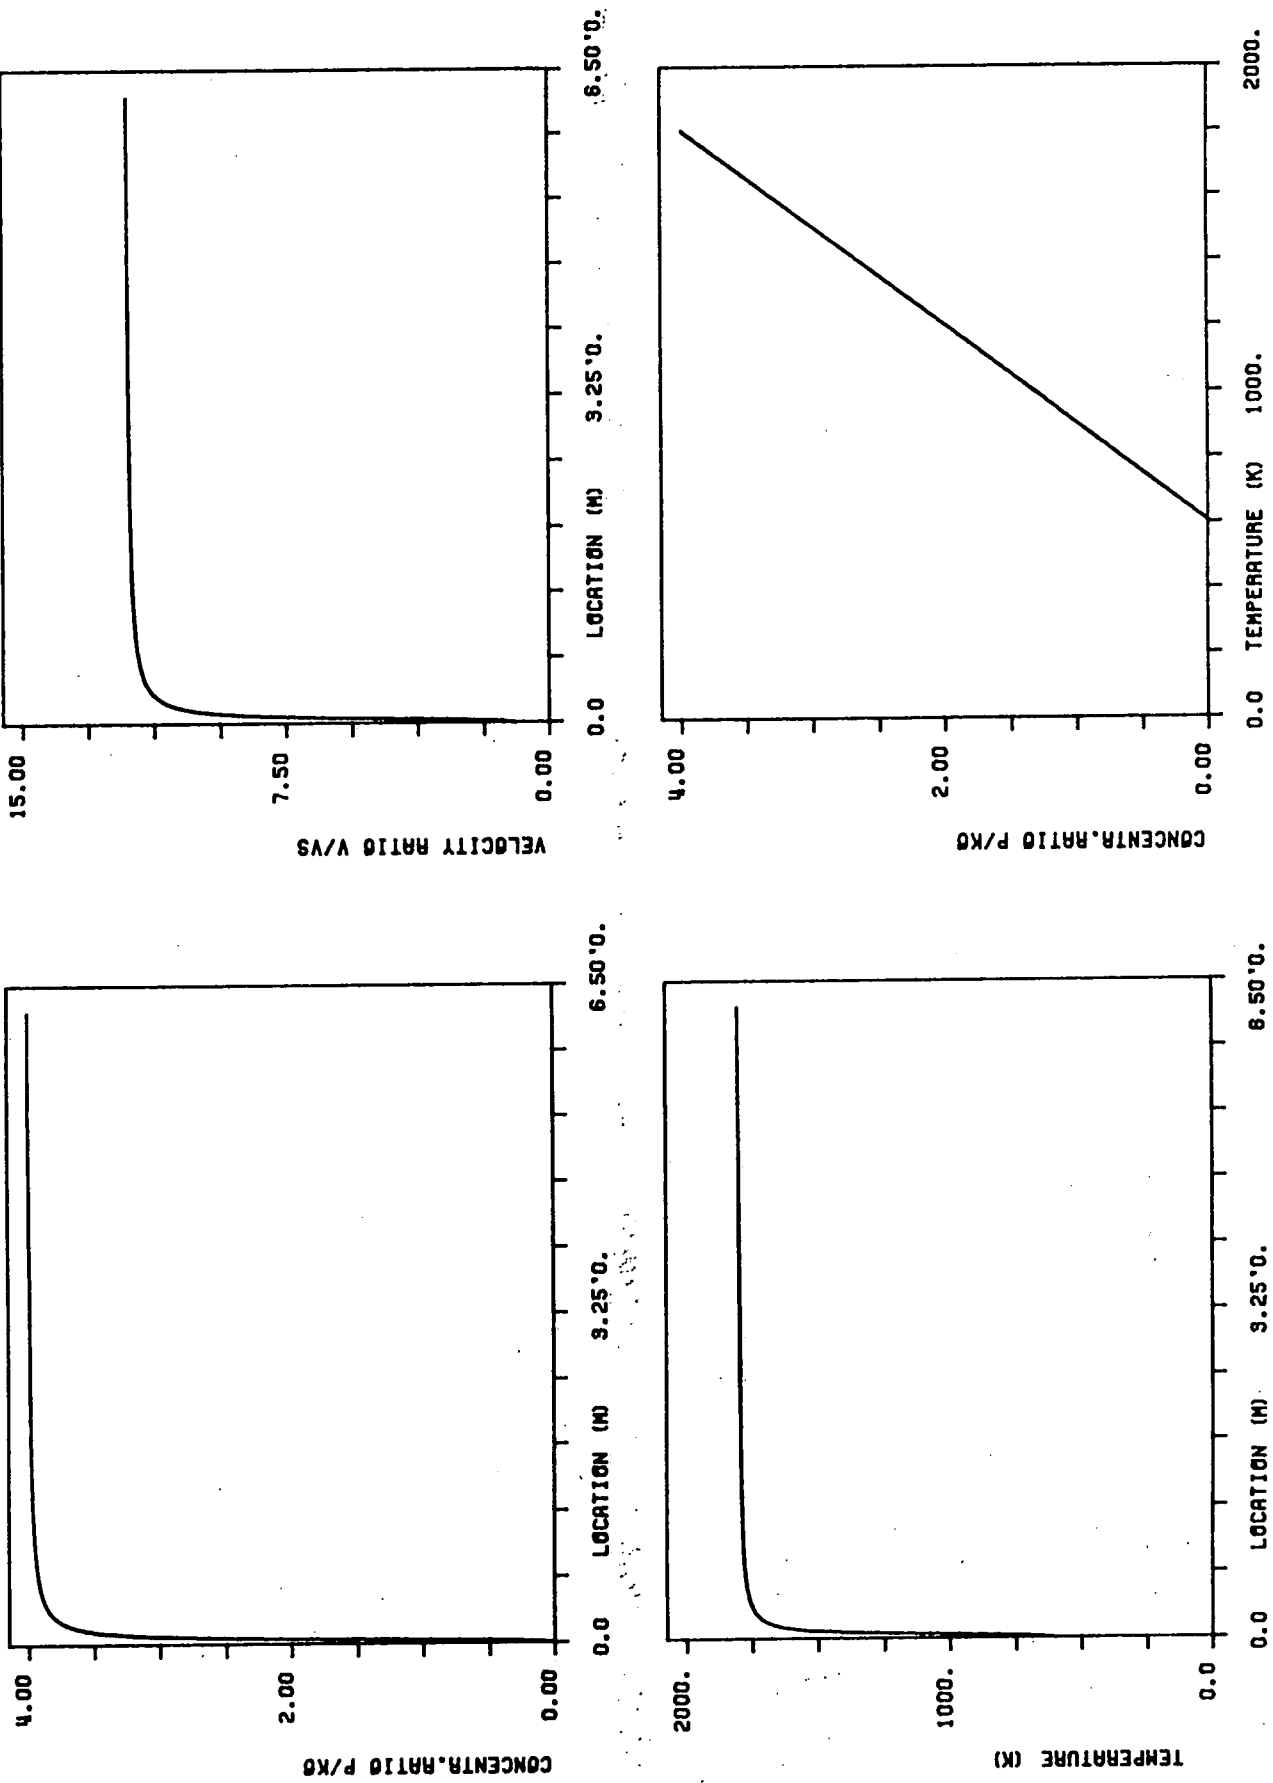 4.00
2.00
0.00
CONCENTR.RATIO P/KO
0.0 LOCATION (M) 3.25'0. 6.50'0.
15.00
7.50
0.00
VELOCITY RATIO V/VS
0.0 LOCATION (M) 3.25'0. 6.50'0.
2000.
1000.
0.0
TEMPERATURE (K)
0.0 LOCATION (M) 3.25'0. 6.50'0.
4.00
2.00
0.00
CONCENTR.RATIO P/KO
0.0 TEMPERATURE (K) 1000. 2000.